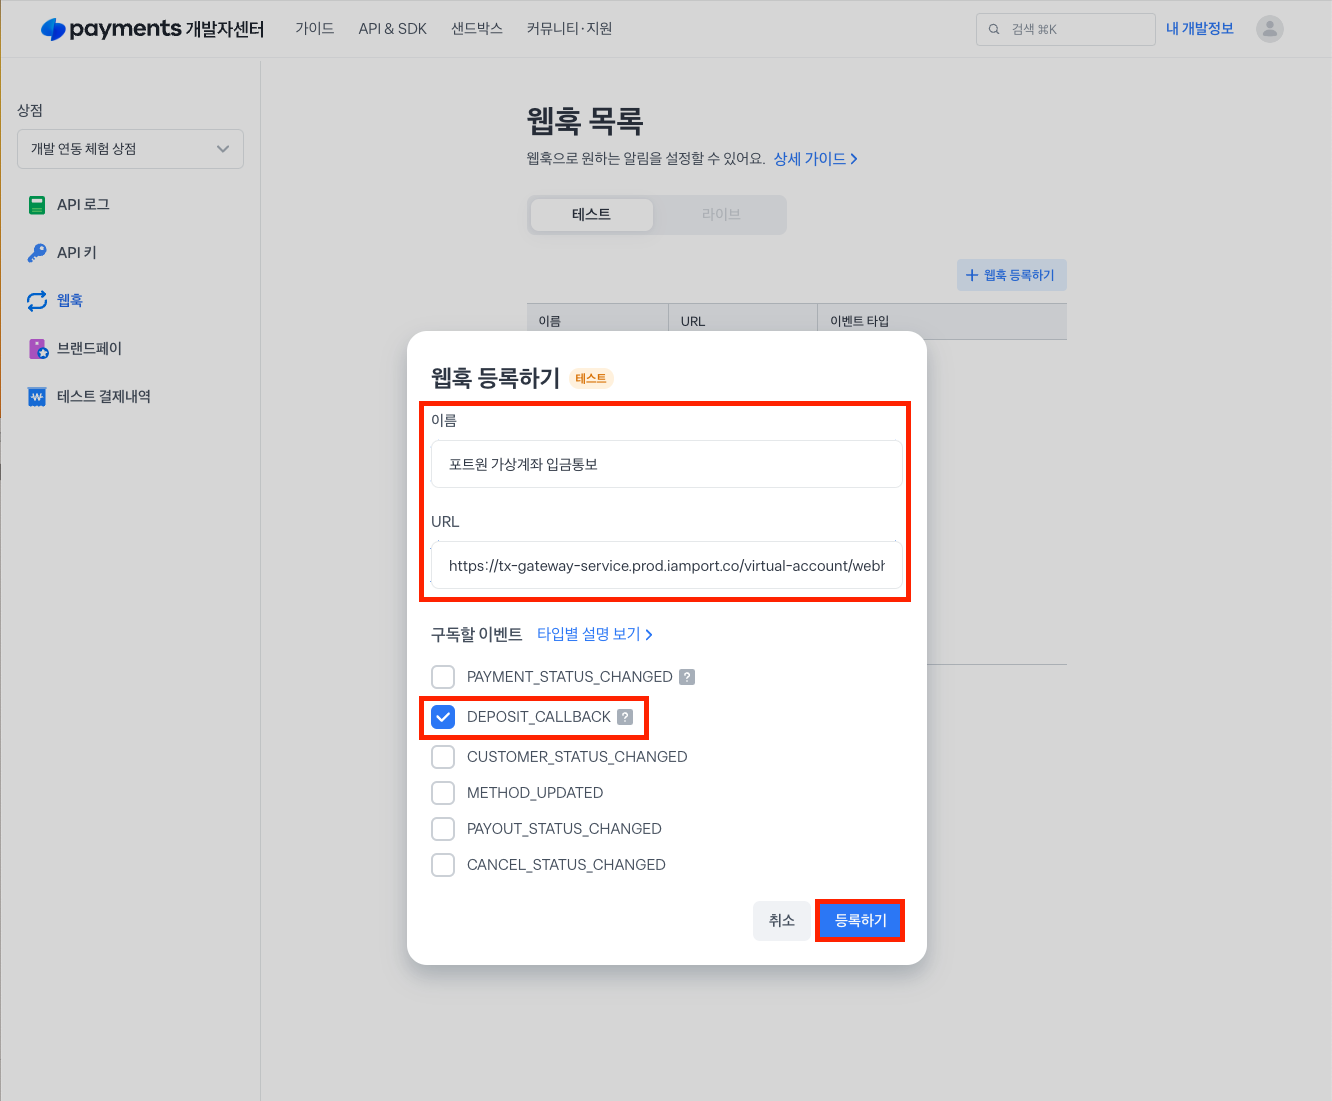 payments 개발자센터
가이드
API & SDK
샌드박스
커뮤니티·지원
검색 ⌘K
내 개발정보
상점
개발 연동 체험 상점
API 로그
API 키
웹훅
브랜드페이
테스트 결제내역
웹훅 목록
웹훅으로 원하는 알림을 설정할 수 있어요. 상세 가이드
테스트
라이브
+ 웹훅 등록하기
이름
URL
이벤트 타입
웹훅 등록하기 테스트
이름
포트원 가상계좌 입금통보
URL
https://tx-gateway-service.prod.iamport.co/virtual-account/webh
구독할 이벤트 타입별 설명 보기
PAYMENT_STATUS_CHANGED ?
DEPOSIT_CALLBACK ?
CUSTOMER_STATUS_CHANGED
METHOD_UPDATED
PAYOUT_STATUS_CHANGED
CANCEL_STATUS_CHANGED
취소
등록하기